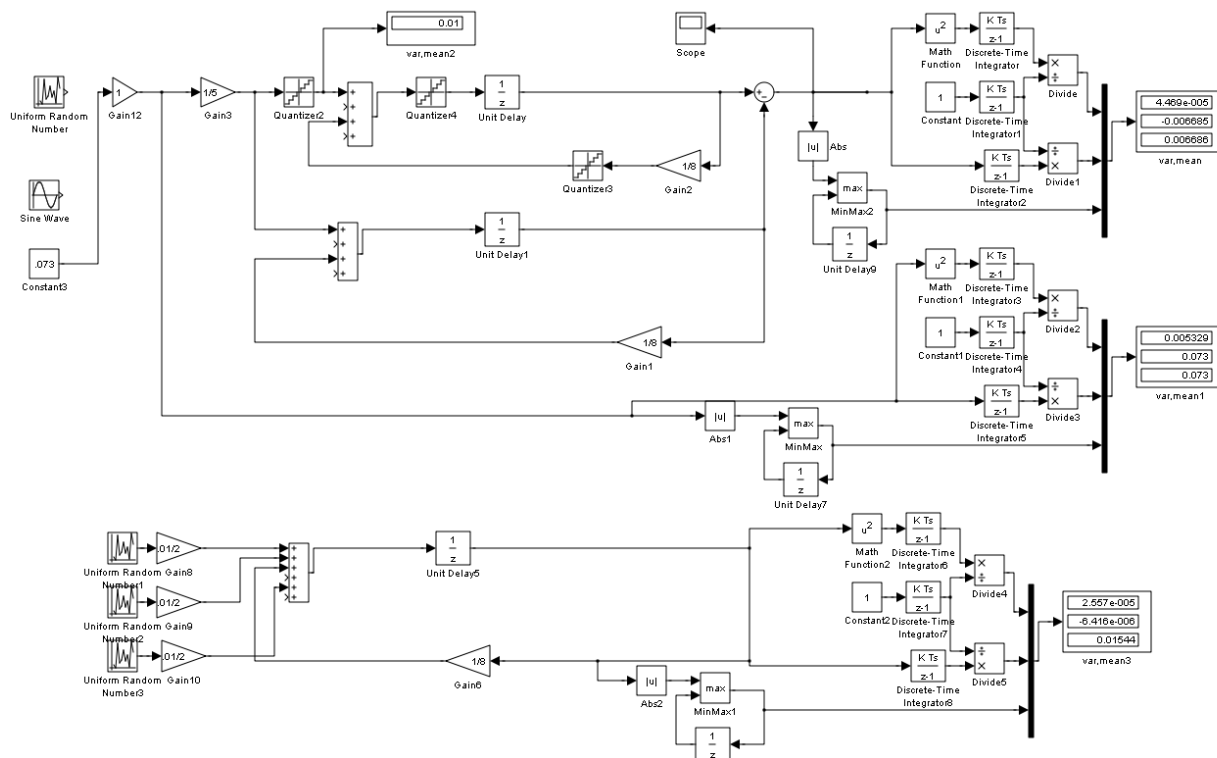 0.01
var,mean2
Scope
u²
Math
Function
K Ts
z-1
Discrete-Time
Integrator
×
÷
Divide
Uniform Random
Number
1
Gain12
1/5
Gain3
Quantizer2
+
+
+
+
Quantizer4
1
z
Unit Delay
+
−
1
Constant
K Ts
z-1
Discrete-Time
Integrator1
4.469e-005
-0.006685
0.006686
var,mean
|u|
Abs
÷
×
Divide1
K Ts
z-1
Discrete-Time
Integrator2
Quantizer3
1/8
Gain2
max
MinMax2
Sine Wave
1
z
Unit Delay9
+
+
+
+
1
z
Unit Delay1
.073
Constant3
u²
Math
Function1
K Ts
z-1
Discrete-Time
Integrator3
×
÷
Divide2
1/8
Gain1
1
Constant1
K Ts
z-1
Discrete-Time
Integrator4
0.005329
0.073
0.073
var,mean1
÷
×
Divide3
K Ts
z-1
Discrete-Time
Integrator5
|u|
Abs1
max
MinMax
1
z
Unit Delay7
Uniform Random
Number1
.01/2
Gain8
+
+
+
+
+
1
z
Unit Delay5
u²
Math
Function2
K Ts
z-1
Discrete-Time
Integrator6
×
÷
Divide4
Uniform Random
Number2
.01/2
Gain9
1
Constant2
K Ts
z-1
Discrete-Time
Integrator7
2.557e-005
-6.416e-006
0.01544
var,mean3
Uniform Random
Number3
.01/2
Gain10
1/8
Gain6
÷
×
Divide5
K Ts
z-1
Discrete-Time
Integrator8
|u|
Abs2
max
MinMax1
1
z